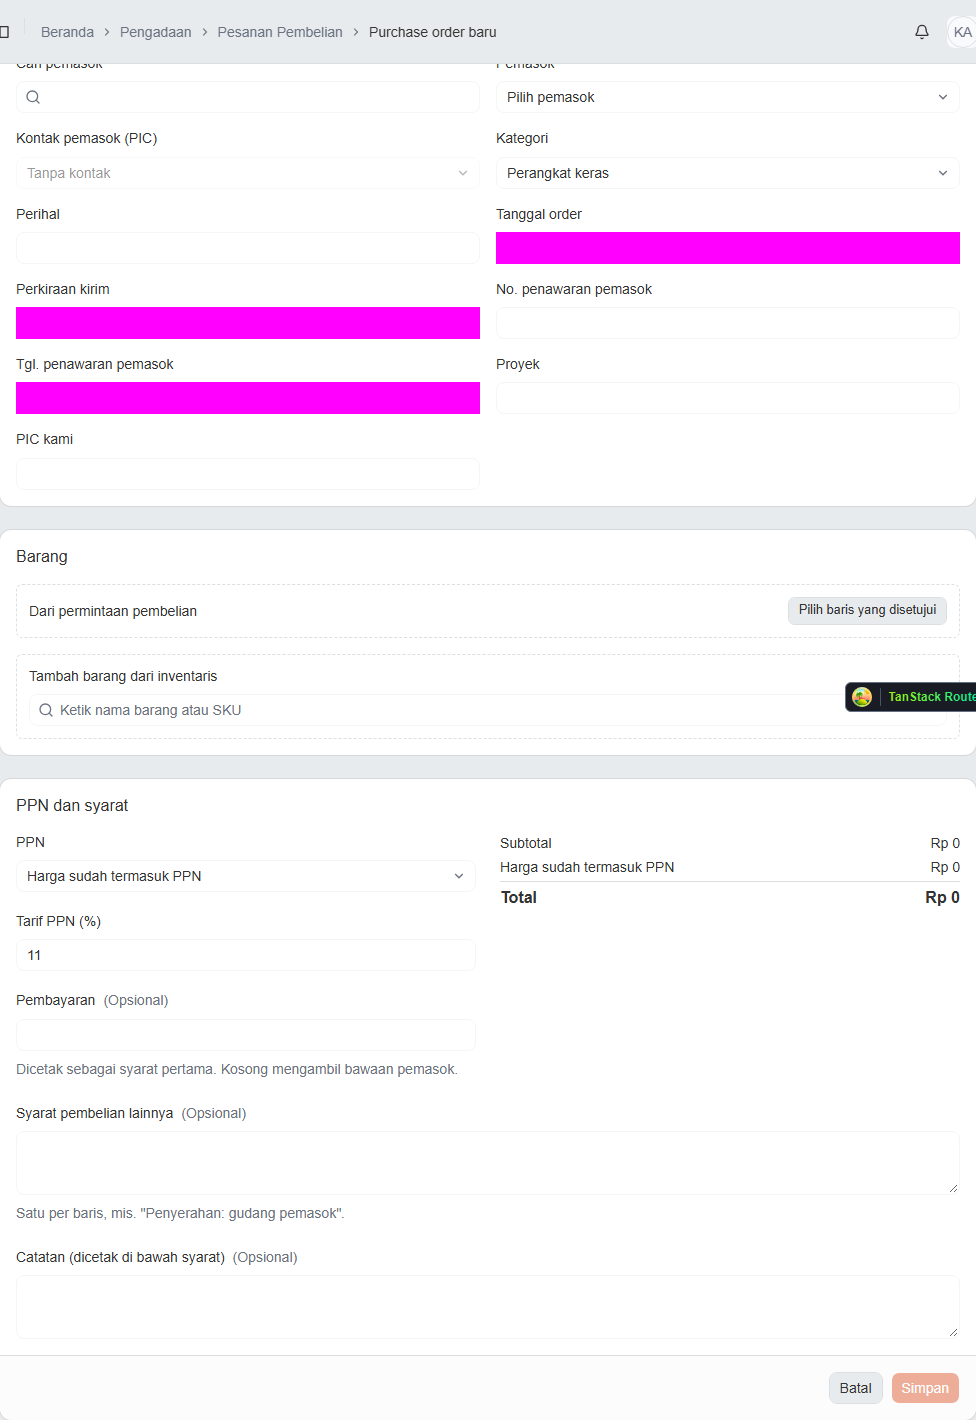 Beranda > Pengadaan > Pesanan Pembelian > Purchase order baru
KA
Cari pemasok
Pemasok
Pilih pemasok
Kontak pemasok (PIC)
Kategori
Tanpa kontak
Perangkat keras
Perihal
Tanggal order
Perkiraan kirim
No. penawaran pemasok
Tgl. penawaran pemasok
Proyek
PIC kami
Barang
Dari permintaan pembelian
Pilih baris yang disetujui
Tambah barang dari inventaris
Ketik nama barang atau SKU
TanStack Route
PPN dan syarat
PPN
Harga sudah termasuk PPN
Subtotal Rp 0
Harga sudah termasuk PPN Rp 0
Total Rp 0
Tarif PPN (%)
11
Pembayaran (Opsional)
Dicetak sebagai syarat pertama. Kosong mengambil bawaan pemasok.
Syarat pembelian lainnya (Opsional)
Satu per baris, mis. "Penyerahan: gudang pemasok".
Catatan (dicetak di bawah syarat) (Opsional)
Batal
Simpan